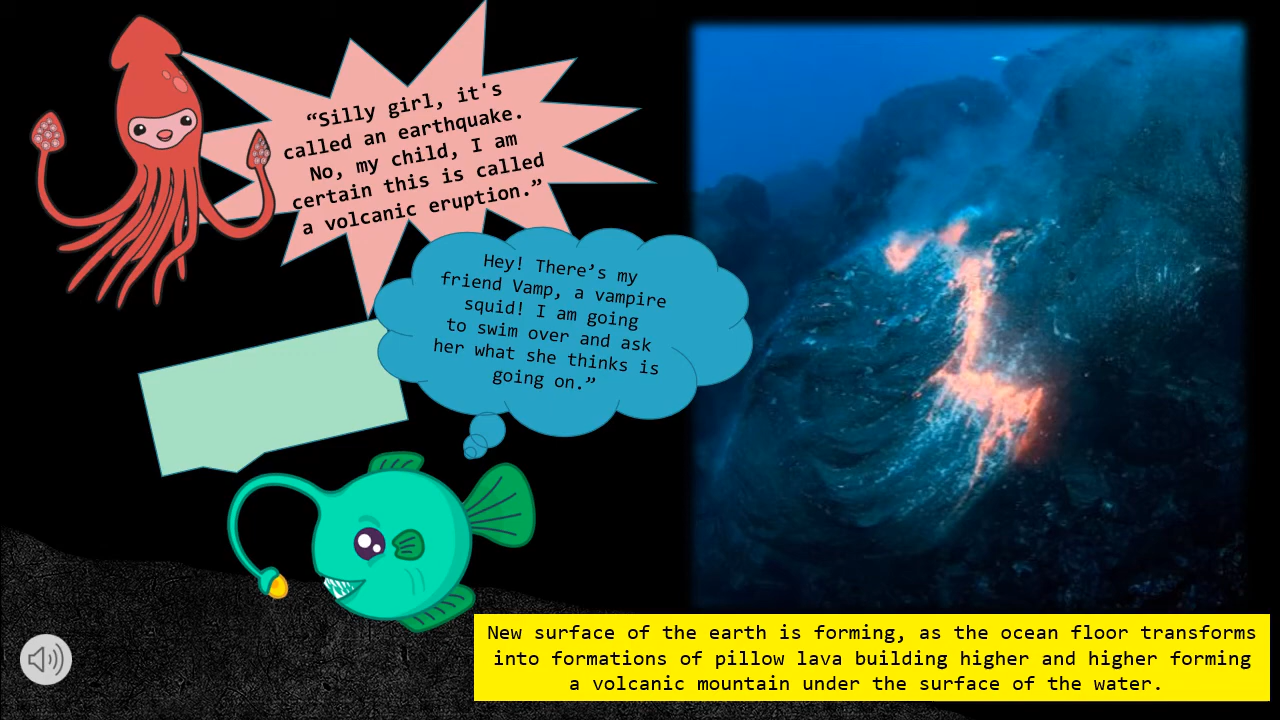 “Silly girl, it's
called an earthquake.
No, my child, I am
certain this is called
a volcanic eruption.”
Hey! There’s my
friend Vamp, a vampire
squid! I am going
to swim over and ask
her what she thinks is
going on.”
New surface of the earth is forming, as the ocean floor transforms
into formations of pillow lava building higher and higher forming
a volcanic mountain under the surface of the water.